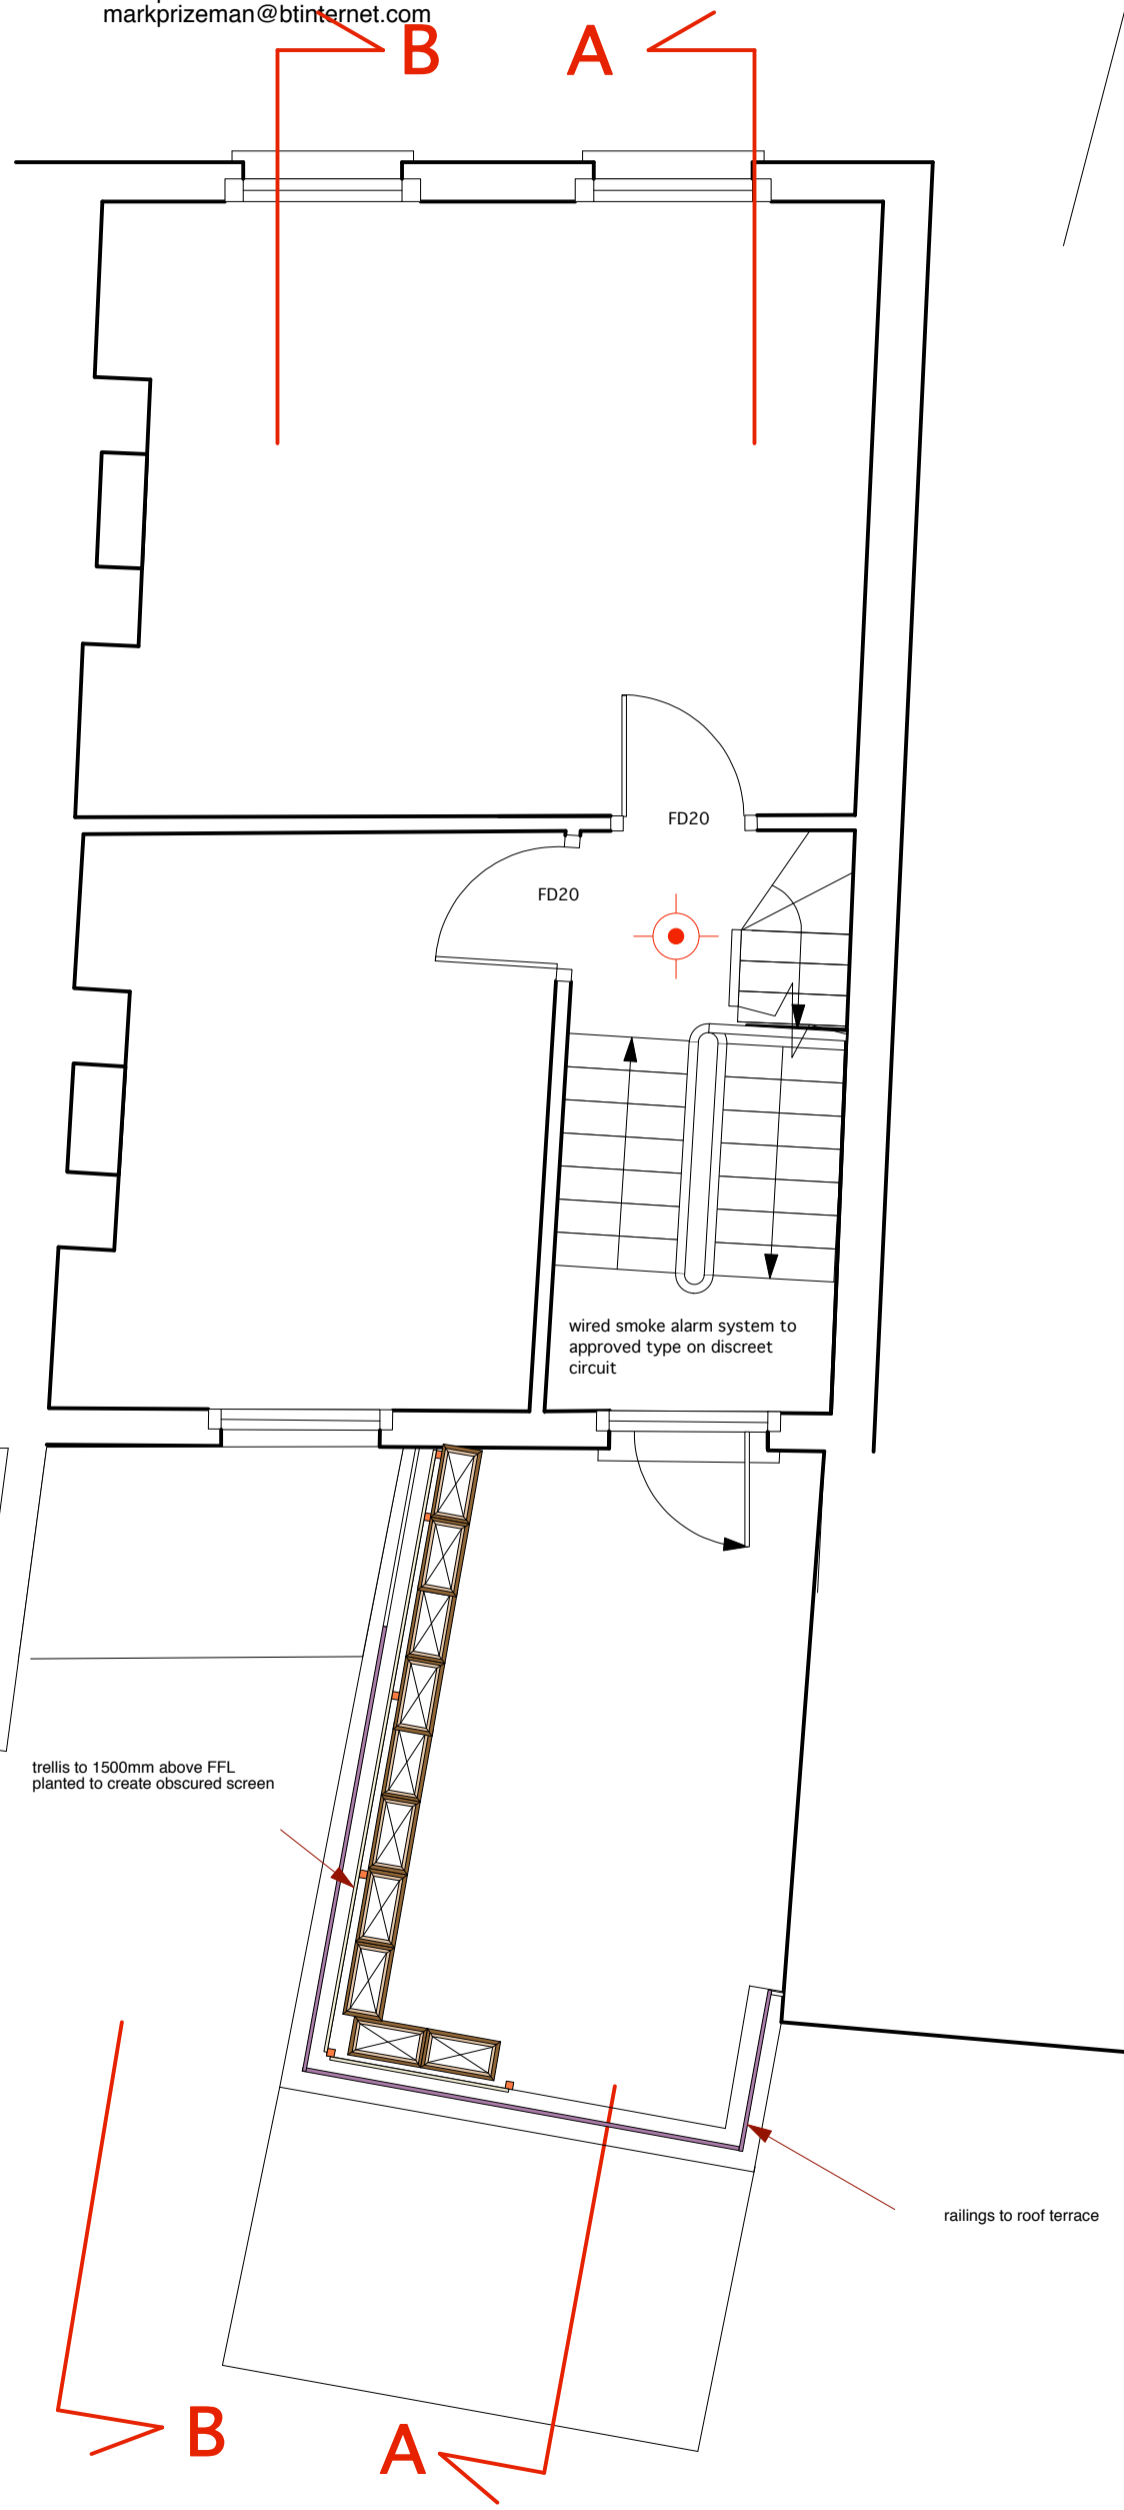 markprizeman@btinternet.com
B A
FD20
FD20
wired smoke alarm system to
approved type on discreet
circuit
trellis to 1500mm above FFL
planted to create obscured screen
railings to roof terrace
B
A